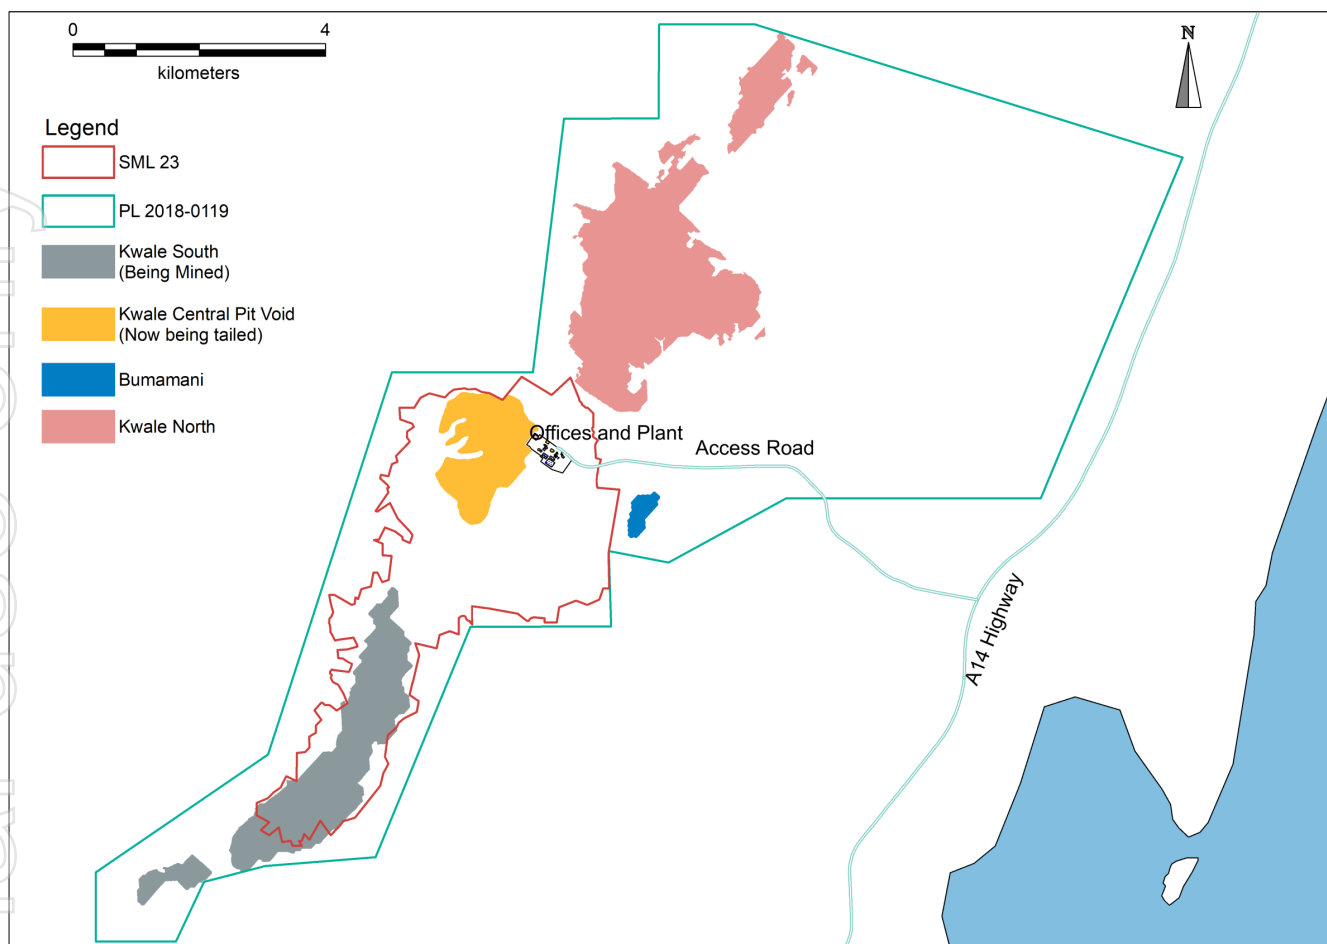 0 4
kilometers
N
Legend
SML 23
PL 2018-0119
Kwale South
(Being Mined)
Kwale Central Pit Void
(Now being tailed)
Bumamani
Kwale North
Offices and Plant
Access Road
A14 Highway